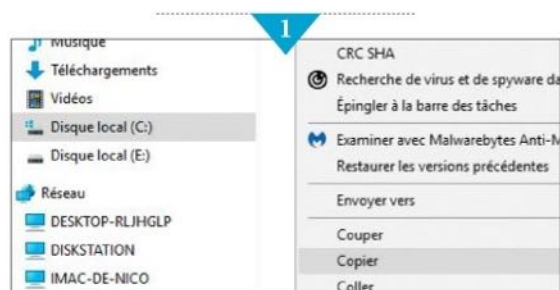 1
Musique
Téléchargements
Vidéos
Disque local (C:)
Disque local (E:)
Réseau
DESKTOP-RLJHGLP
DISKSTATION
IMAC-DE-NICO
CRC SHA
Recherche de virus et de spyware da
Épingler à la barre des tâches
Examiner avec Malwarebytes Anti-M
Restaurer les versions précédentes
Envoyer vers
Couper
Copier
Coller